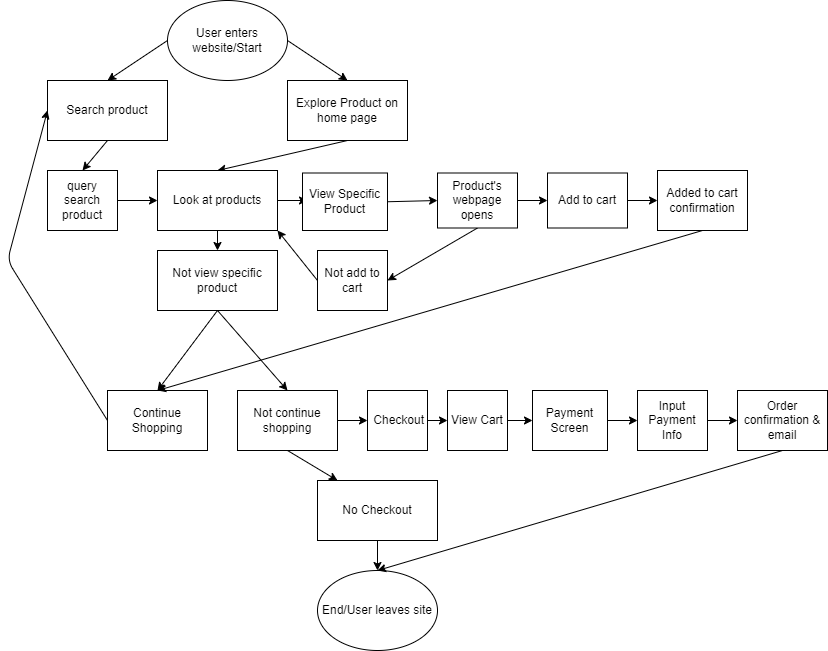 User enters
website/Start
Search product
Explore Product on
home page
query
search
product
Look at products
View Specific
Product
Product's
webpage
opens
Add to cart
Added to cart
confirmation
Not view specific
product
Not add to
cart
Continue
Shopping
Not continue
shopping
Checkout
View Cart
Payment
Screen
Input
Payment
Info
Order
confirmation &
email
No Checkout
End/User leaves site